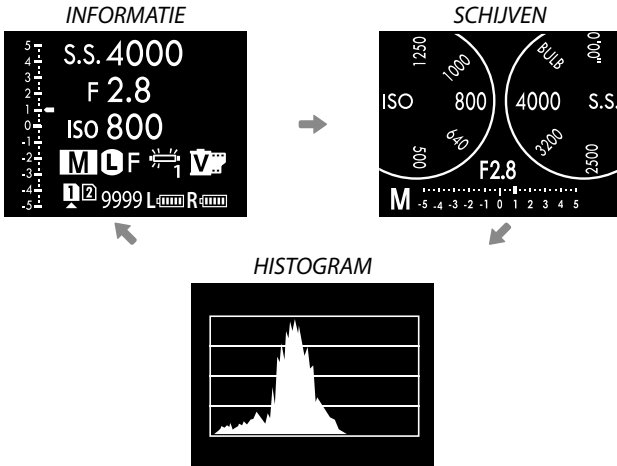 INFORMATIE
5
4
3
2
1
0
-1
-2
-3
-4
-5
S.S. 4000
F 2.8
ISO 800
M L F 1 V
1 2 9999 L R
SCHIJVEN
1250 1000 BULB
ISO 800 4000 S.S.
500 640 3200 2500
F2.8
M -5 -4 -3 -2 -1 0 1 2 3 4 5
HISTOGRAM